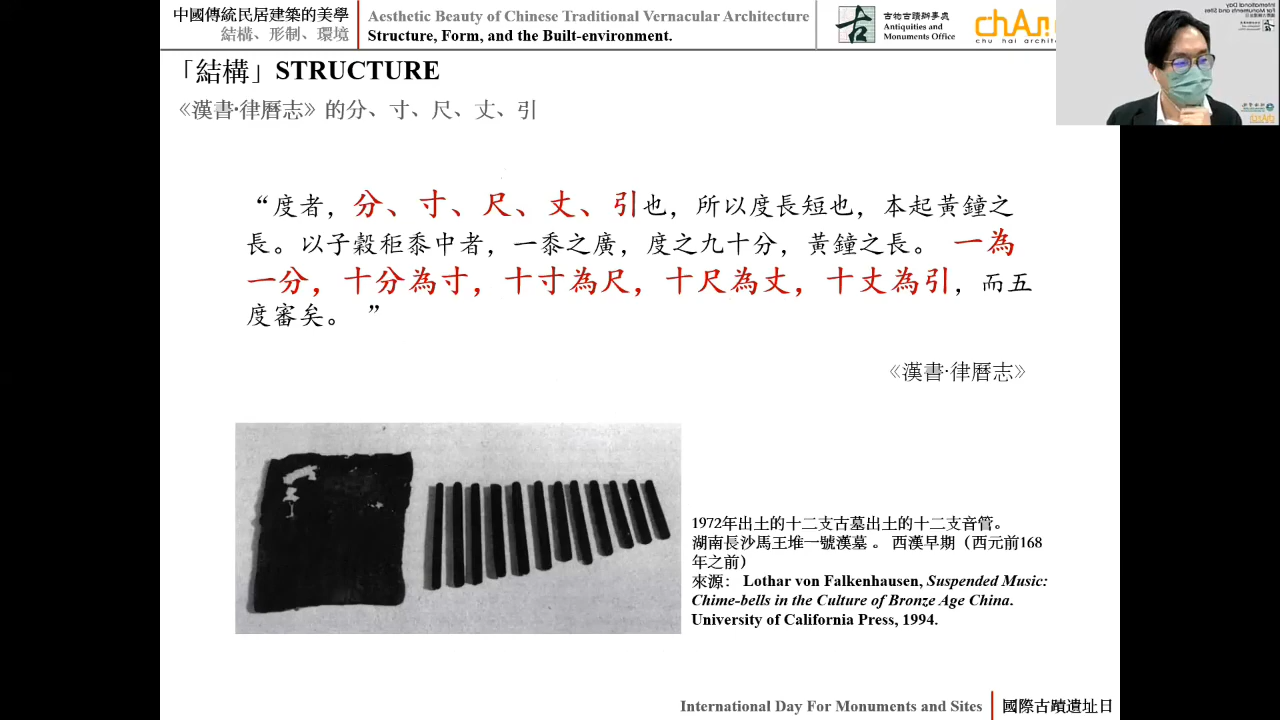 中國傳統民居建築的美學
結構、形制、環境
Aesthetic Beauty of Chinese Traditional Vernacular Architecture
Structure, Form, and the Built-environment.
古物古蹟辦事處
Antiquities and
Monuments Office
chu hai archite
「結構」STRUCTURE
《漢書·律曆志》的分、寸、尺、丈、引
“度者，分、寸、尺、丈、引也，所以度長短也，本起黃鐘之
長。以子穀秬黍中者，一黍之廣，度之九十分，黃鐘之長。 一為
一分，十分為寸，十寸為尺，十尺為丈，十丈為引，而五
度審矣。 ”
《漢書·律曆志》
1972年出土的十二支古墓出土的十二支音管。
湖南長沙馬王堆一號漢墓 。 西漢早期（西元前168
年之前）
來源： Lothar von Falkenhausen, Suspended Music:
Chime-bells in the Culture of Bronze Age China.
University of California Press, 1994.
International Day For Monuments and Sites
國際古蹟遺址日